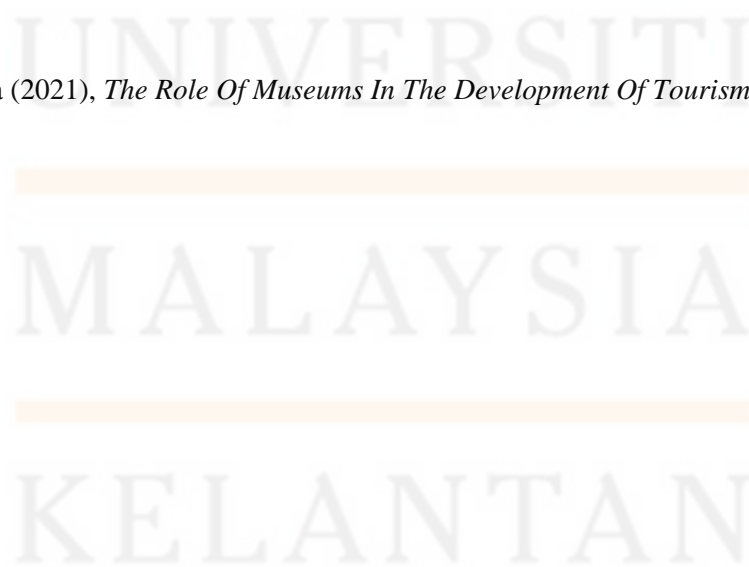 UNIVERSITI
(2021), The Role Of Museums In The Development Of Tourism
MALAYSIA
KELANTAN